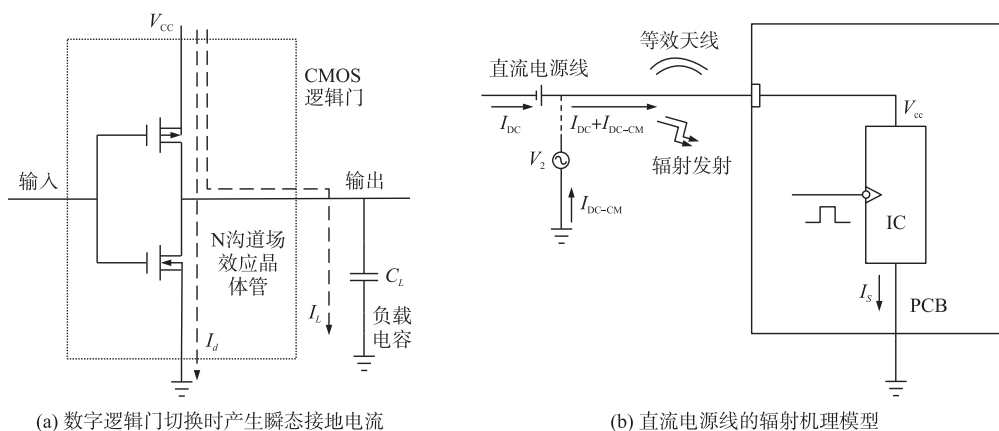 V_CC
CMOS
逻辑门
输入
输出
N沟道场
效应晶
体管
C_L
I_L
负载
电容
I_d
(a) 数字逻辑门切换时产生瞬态接地电流
等效天线
直流电源线
I_DC
I_DC+I_DC-CM
V_cc
V_2
辐射发射
I_DC-CM
IC
I_S
PCB
(b) 直流电源线的辐射机理模型